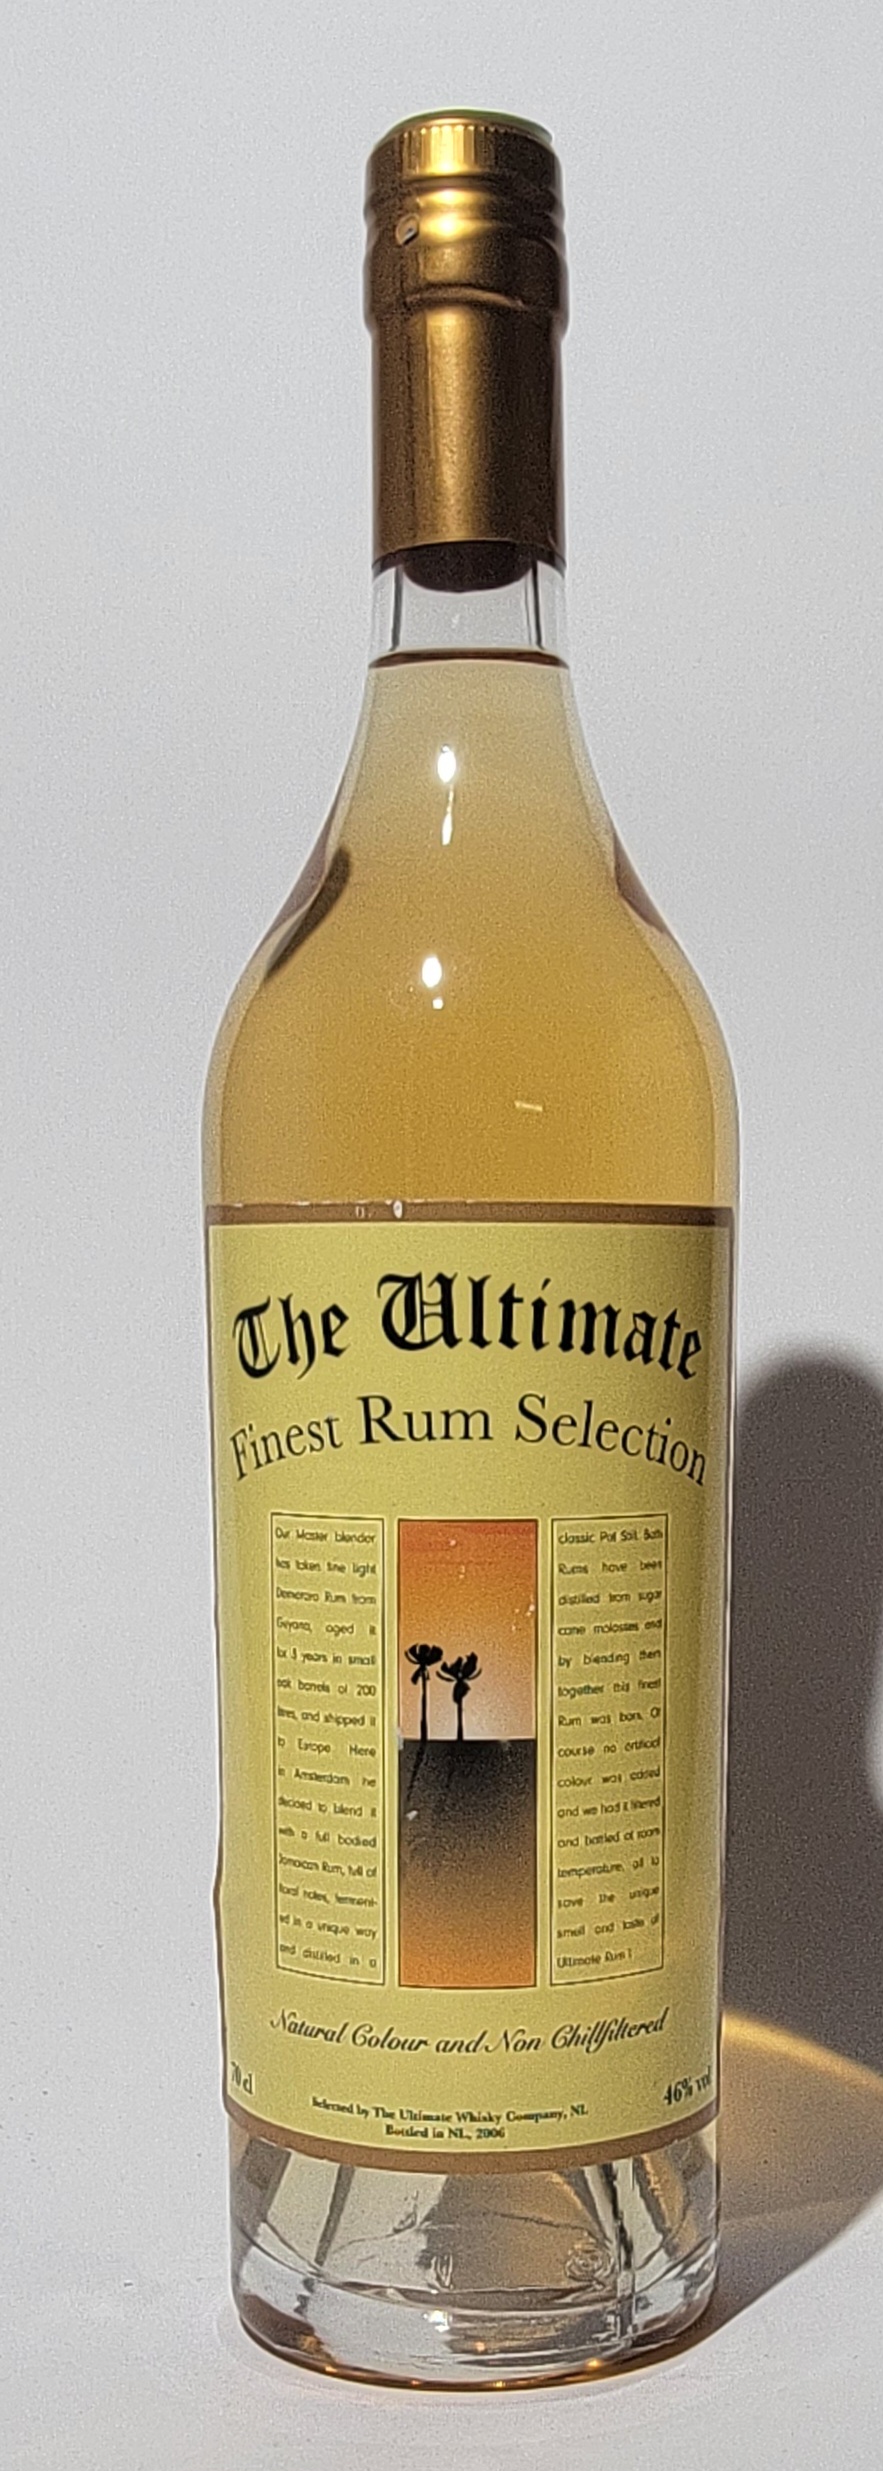 The Ultimate
Finest Rum Selection
Our Master blender
has taken fine light
Demerara Rum from
Guyana, aged it
for 3 years in small
oak barrels of 200
litres, and shipped it
to Europe. Here
in Amsterdam he
decided to blend it
with a full bodied
Jamaican Rum, full of
floral notes, ferment-
ed in a unique way
and distilled in a
classic Pot Still. Both
Rums have been
distilled from sugar
cane molasses and
by blending them
together this finest
Rum was born. Of
course no artificial
colour was added
and we had it filtered
and bottled at room
temperature, all to
save the unique
smell and taste of
Ultimate Rum !
Natural Colour and Non Chillfiltered
70 cl
46% vol
Selected by The Ultimate Whisky Company, NL
Bottled in NL, 2006